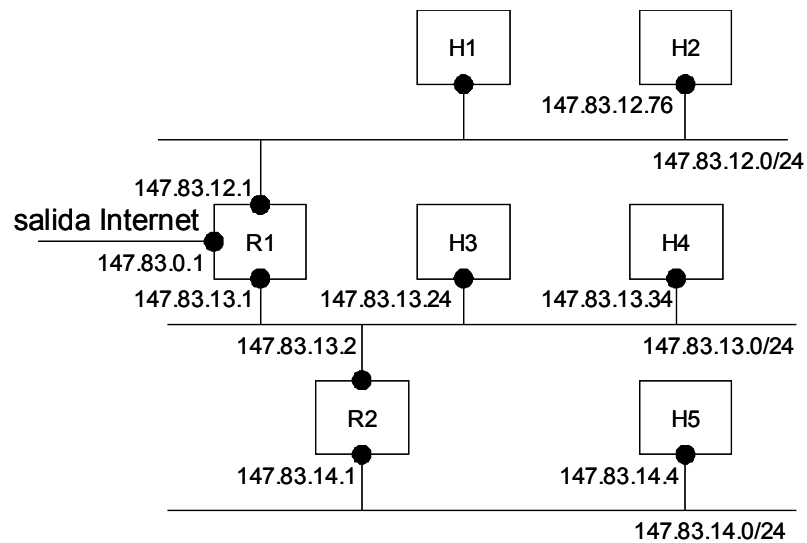 H1
H2
147.83.12.76
147.83.12.0/24
147.83.12.1
salida Internet
R1
H3
H4
147.83.0.1
147.83.13.1
147.83.13.24
147.83.13.34
147.83.13.2
147.83.13.0/24
R2
H5
147.83.14.1
147.83.14.4
147.83.14.0/24